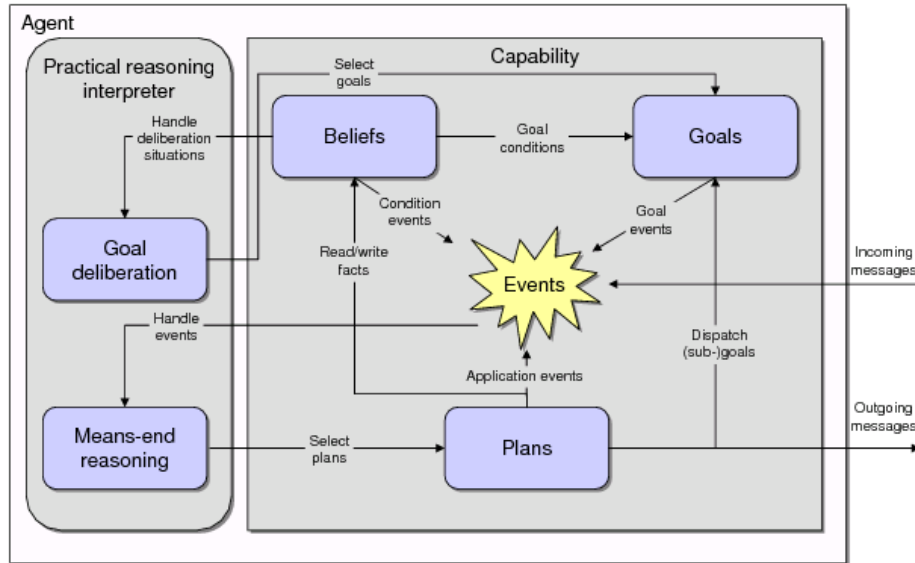 Agent
Practical reasoning
interpreter
Capability
Select
goals
Handle
deliberation
situations
Beliefs
Goal
conditions
Goals
Condition
events
Goal
events
Goal
deliberation
Read/write
facts
Events
Incoming
messages
Handle
events
Dispatch
(sub-)goals
Application events
Outgoing
messages
Means-end
reasoning
Select
plans
Plans